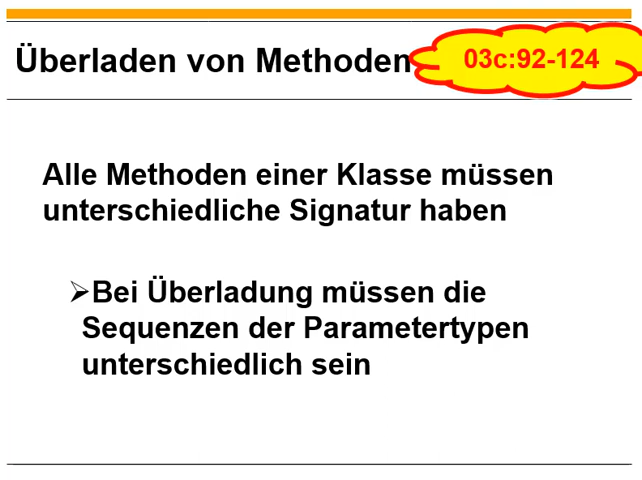 Überladen von Methoden
03c:92-124
Alle Methoden einer Klasse müssen
unterschiedliche Signatur haben
➢Bei Überladung müssen die
Sequenzen der Parametertypen
unterschiedlich sein